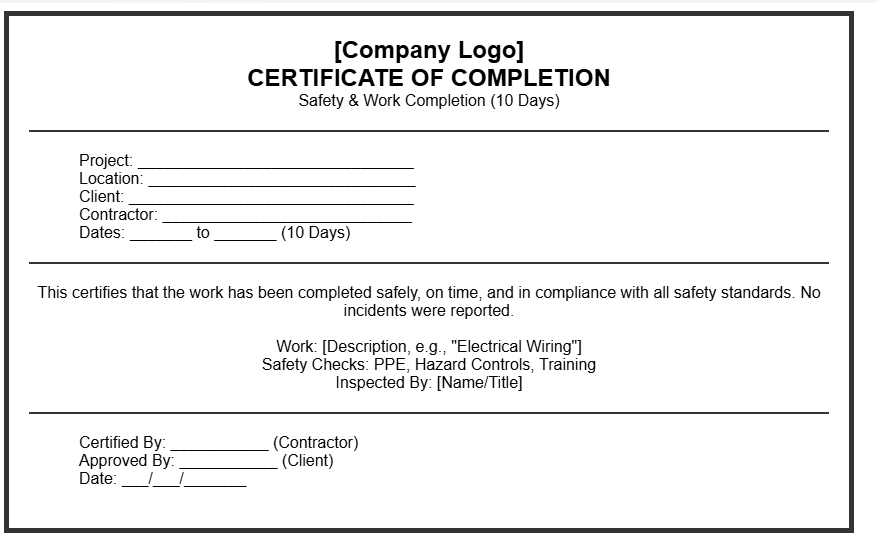 [Company Logo]
CERTIFICATE OF COMPLETION
Safety & Work Completion (10 Days)
Project: _______________________________
Location: ______________________________
Client: ________________________________
Contractor: ____________________________
Dates: _______ to _______ (10 Days)
This certifies that the work has been completed safely, on time, and in compliance with all safety standards. No
incidents were reported.
Work: [Description, e.g., "Electrical Wiring"]
Safety Checks: PPE, Hazard Controls, Training
Inspected By: [Name/Title]
Certified By: ___________ (Contractor)
Approved By: ___________ (Client)
Date: ___/___/_______